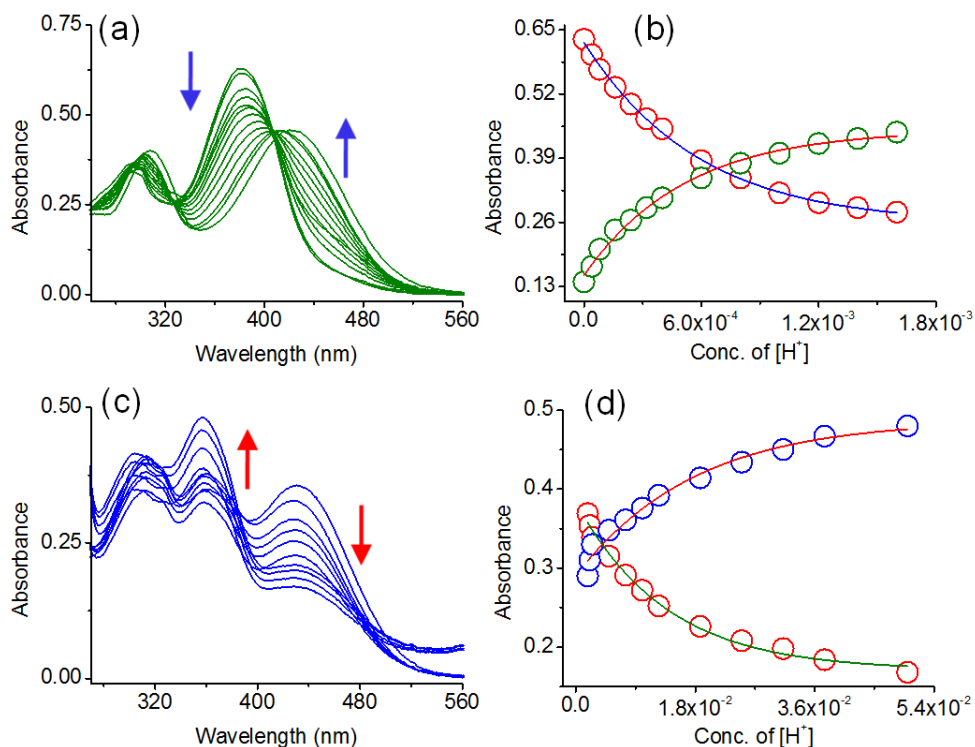 (a)
0.75
0.50
0.25
0.00
Absorbance
320 400 480 560
Wavelength (nm)
(b)
0.65
0.52
0.39
0.26
0.13
Absorbance
0.0 6.0x10⁻⁴ 1.2x10⁻³ 1.8x10⁻³
Conc. of [H⁺]
(c)
0.50
0.25
0.00
Absorbance
320 400 480 560
Wavelength (nm)
(d)
0.5
0.4
0.3
0.2
Absorbance
0.0 1.8x10⁻² 3.6x10⁻² 5.4x10⁻²
Conc. of [H⁺]